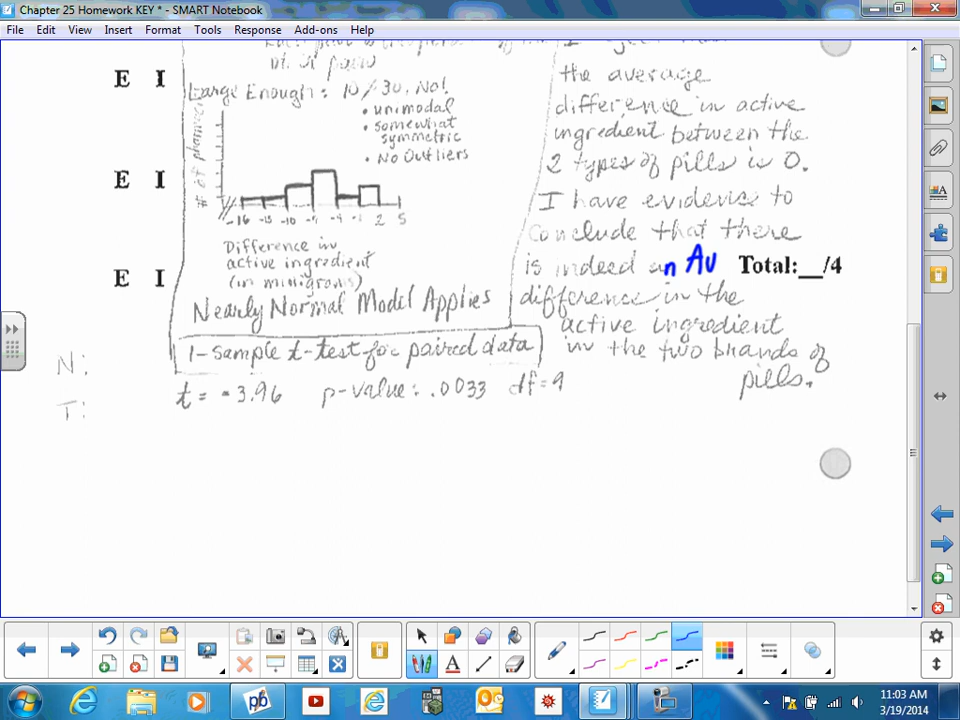 Chapter 25 Homework KEY * - SMART Notebook
File Edit View Insert Format Tools Response Add-ons Help
E I
Large Enough: 10 < 30, No!
• unimodal
• somewhat
symmetric
• No Outliers
E I
# of
-10
2
5
Difference in
active ingredient
(in milligrams)
E I
Nearly Normal Model Applies
1-sample t-test for paired data
N:
T:
t = -3.96 p-value: .0033 df = 9
the average
difference in active
ingredient between the
2 types of pills is 0.
I have evidence to
conclude that there
is indeed an Av
difference in the
active ingredient
in the two brands of
pills.
Total:__/4
11:03 AM
3/19/2014